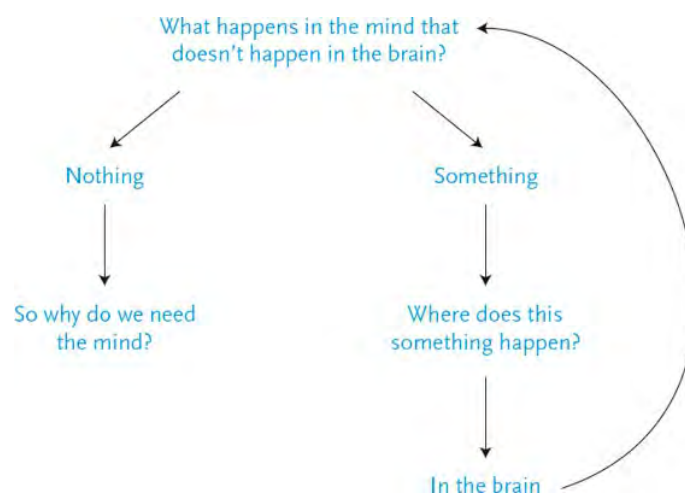 What happens in the mind that
doesn't happen in the brain?
Nothing
Something
So why do we need
the mind?
Where does this
something happen?
In the brain